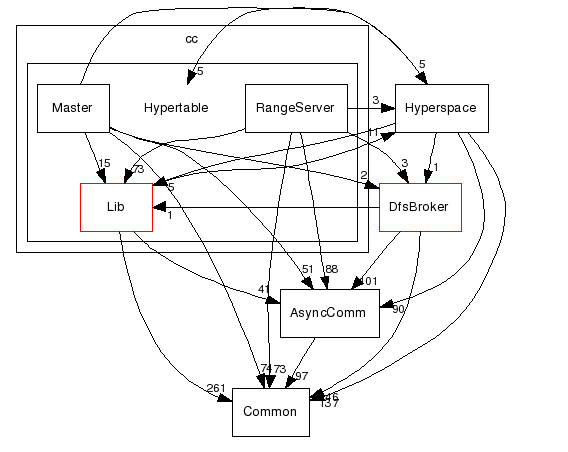 cc
5
5
Master
Hypertable
RangeServer
3
Hyperspace
11
15
73
3
1
2
5
Lib
1
DfsBroker
51
88
101
41
90
AsyncComm
74
73
97
261
146
137
Common